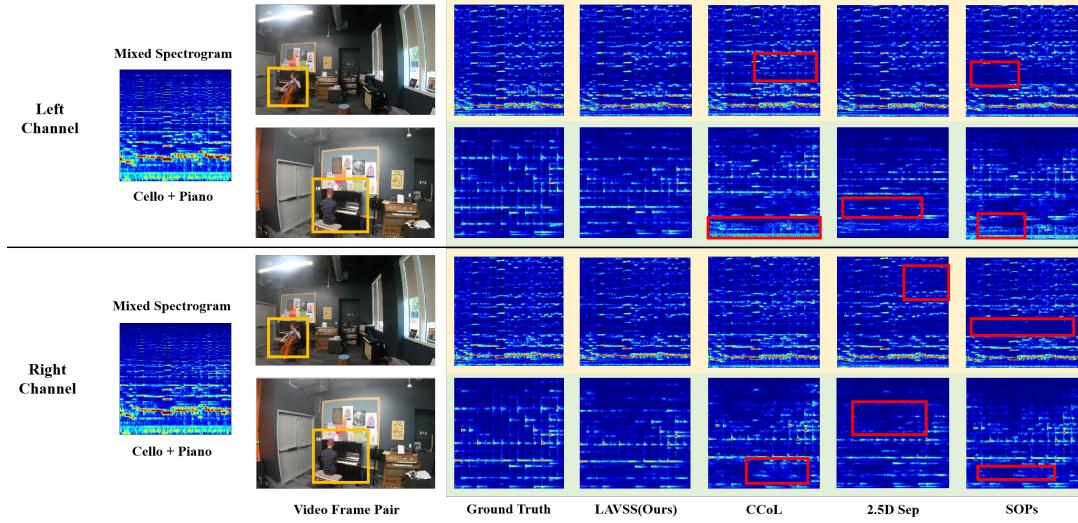 Mixed Spectrogram
Left
Channel
Cello + Piano
Mixed Spectrogram
Right
Channel
Cello + Piano
Video Frame Pair
Ground Truth
LAVSS(Ours)
CCoL
2.5D Sep
SOPs